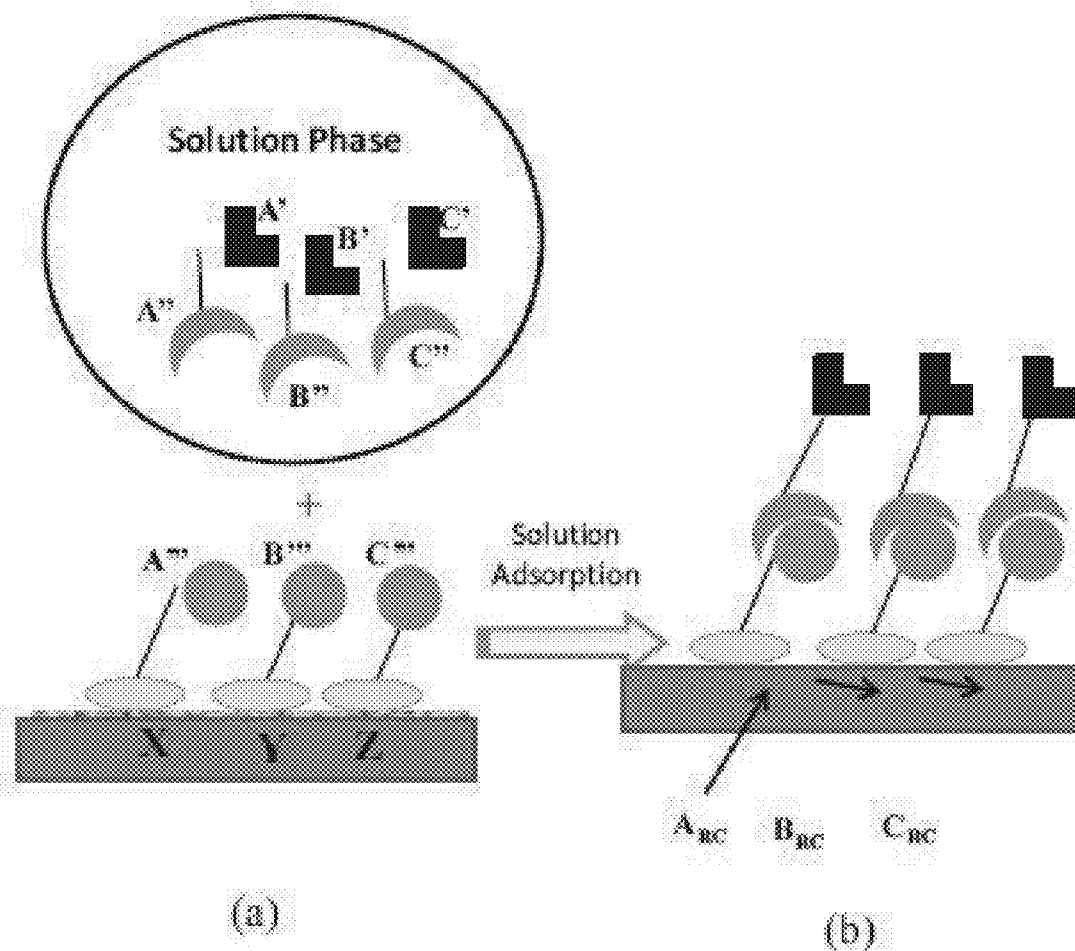 Solution Phase
A' B' C'
A” B” C”
+
A”' B”' C”'
Solution
Adsorption
X Y Z
A_RC B_RC C_RC
(a)
(b)